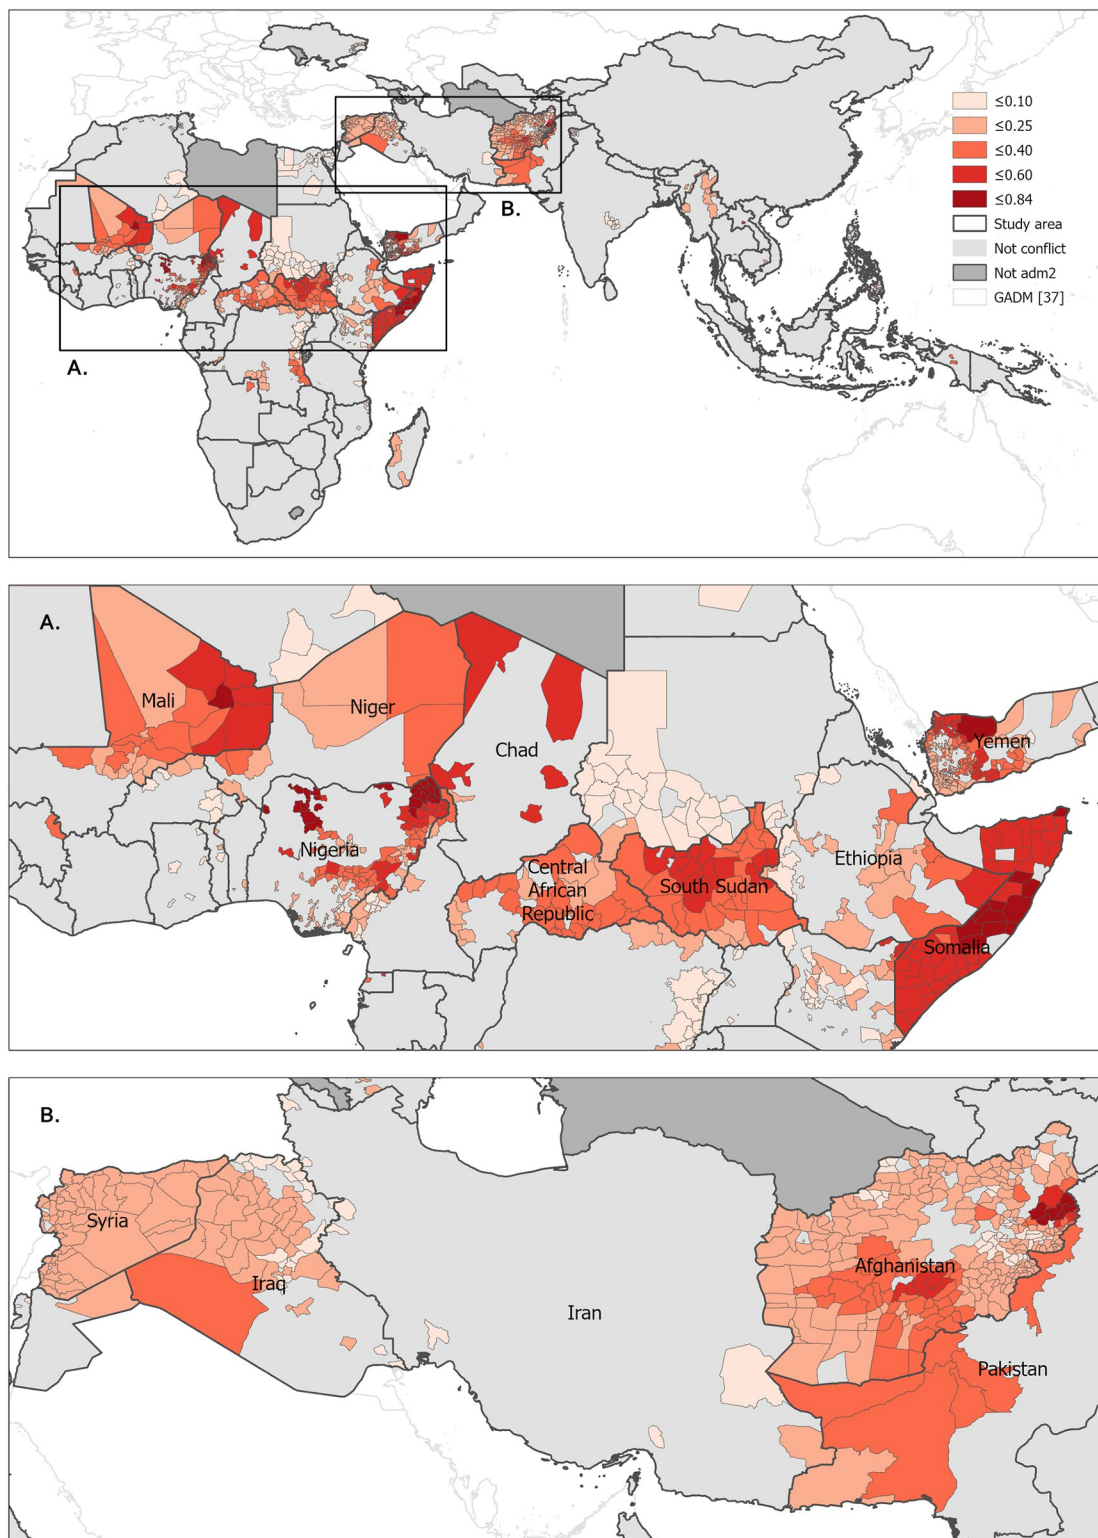 ≤0.10
≤0.25
≤0.40
≤0.60
≤0.84
Study area
Not conflict
Not adm2
GADM [37]
B.
A.
A.
Mali
Niger
Chad
Yemen
Nigeria
Ethiopia
Central
African
Republic
South Sudan
Somalia
B.
Syria
Iraq
Iran
Afghanistan
Pakistan